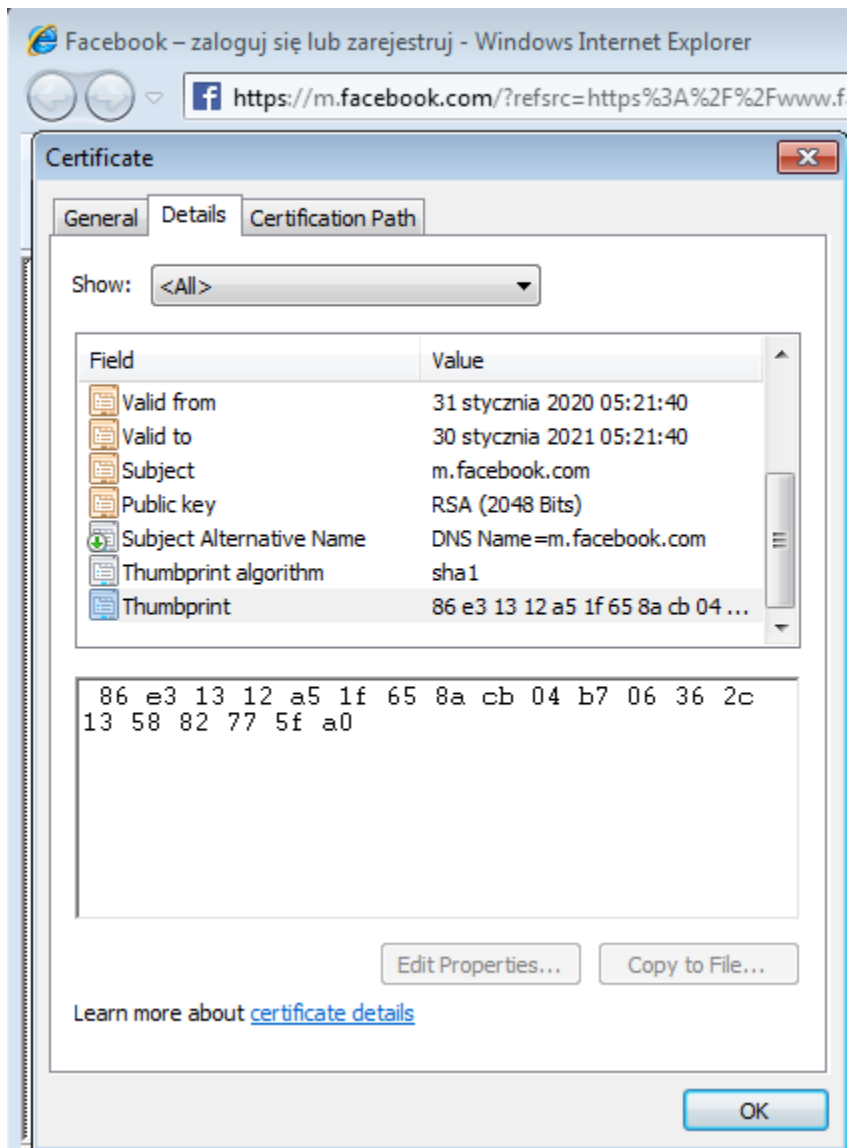 Facebook – zaloguj się lub zarejestruj - Windows Internet Explorer
https://m.facebook.com/?refsrc=https%3A%2F%2Fwww.f
Certificate
General Details Certification Path
Show: <All>
Field Value
Valid from 31 stycznia 2020 05:21:40
Valid to 30 stycznia 2021 05:21:40
Subject m.facebook.com
Public key RSA (2048 Bits)
Subject Alternative Name DNS Name=m.facebook.com
Thumbprint algorithm sha1
Thumbprint 86 e3 13 12 a5 1f 65 8a cb 04 ...
86 e3 13 12 a5 1f 65 8a cb 04 b7 06 36 2c
13 58 82 77 5f a0
Edit Properties... Copy to File...
Learn more about certificate details
OK